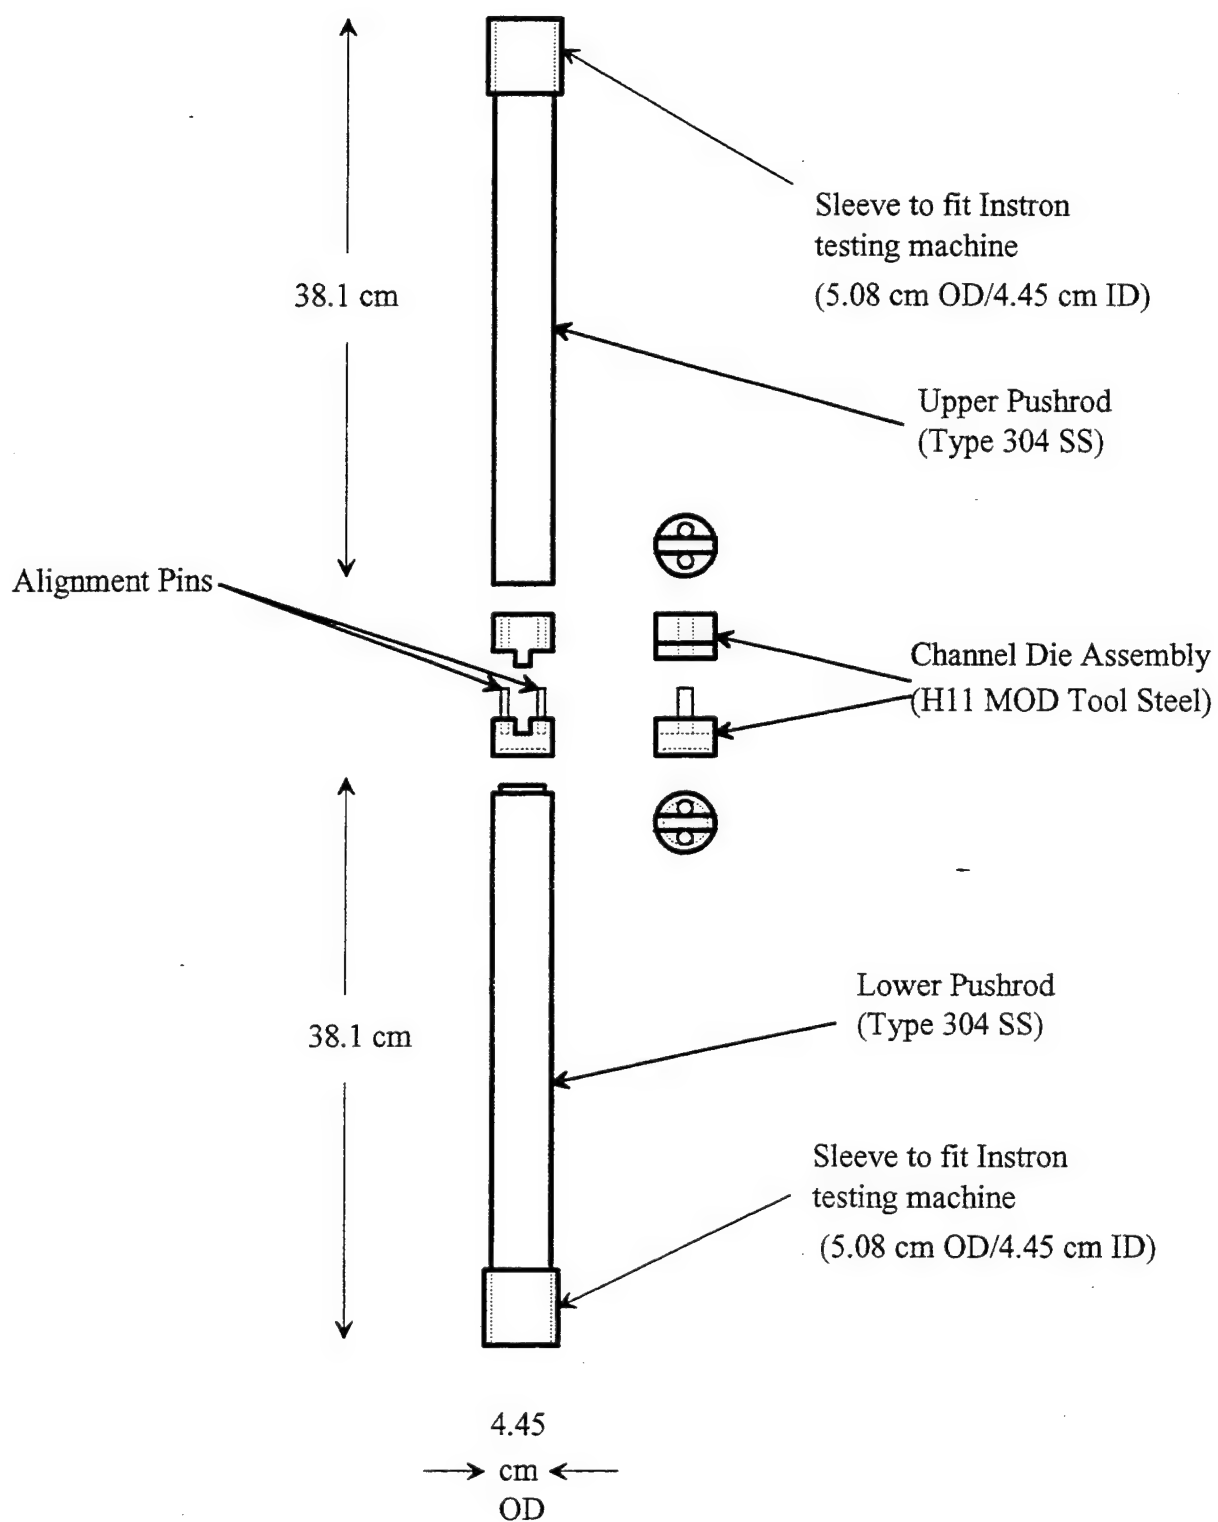 Sleeve to fit Instron
testing machine
(5.08 cm OD/4.45 cm ID)
38.1 cm
Upper Pushrod
(Type 304 SS)
Alignment Pins
Channel Die Assembly
(H11 MOD Tool Steel)
Lower Pushrod
(Type 304 SS)
38.1 cm
Sleeve to fit Instron
testing machine
(5.08 cm OD/4.45 cm ID)
4.45
cm
OD